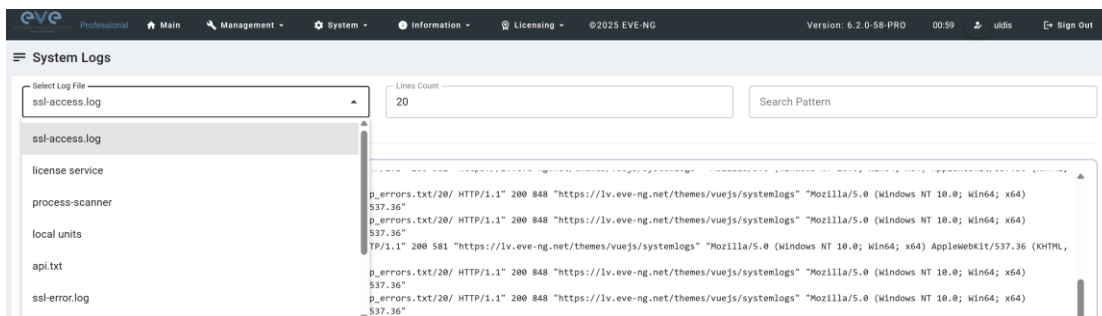 eve Professional Main Management System Information Licensing ©2025 EVE-NG Version: 6.2.0-58-PRO 00:59 uldis Sign Out
System Logs
Select Log File
ssl-access.log
Lines Count
20
Search Pattern
ssl-access.log
license service
process-scanner
local units
api.txt
ssl-error.log
p_errors.txt/20/ HTTP/1.1" 200 848 "https://lv.eve-ng.net/themes/vuejs/systemlogs" "Mozilla/5.0 (Windows NT 10.0; Win64; x64)
537.36"
p_errors.txt/20/ HTTP/1.1" 200 848 "https://lv.eve-ng.net/themes/vuejs/systemlogs" "Mozilla/5.0 (Windows NT 10.0; Win64; x64)
537.36"
TP/1.1" 200 581 "https://lv.eve-ng.net/themes/vuejs/systemlogs" "Mozilla/5.0 (Windows NT 10.0; Win64; x64) AppleWebKit/537.36 (KHTML,
p_errors.txt/20/ HTTP/1.1" 200 848 "https://lv.eve-ng.net/themes/vuejs/systemlogs" "Mozilla/5.0 (Windows NT 10.0; Win64; x64)
537.36"
p_errors.txt/20/ HTTP/1.1" 200 848 "https://lv.eve-ng.net/themes/vuejs/systemlogs" "Mozilla/5.0 (Windows NT 10.0; Win64; x64)
537.36"